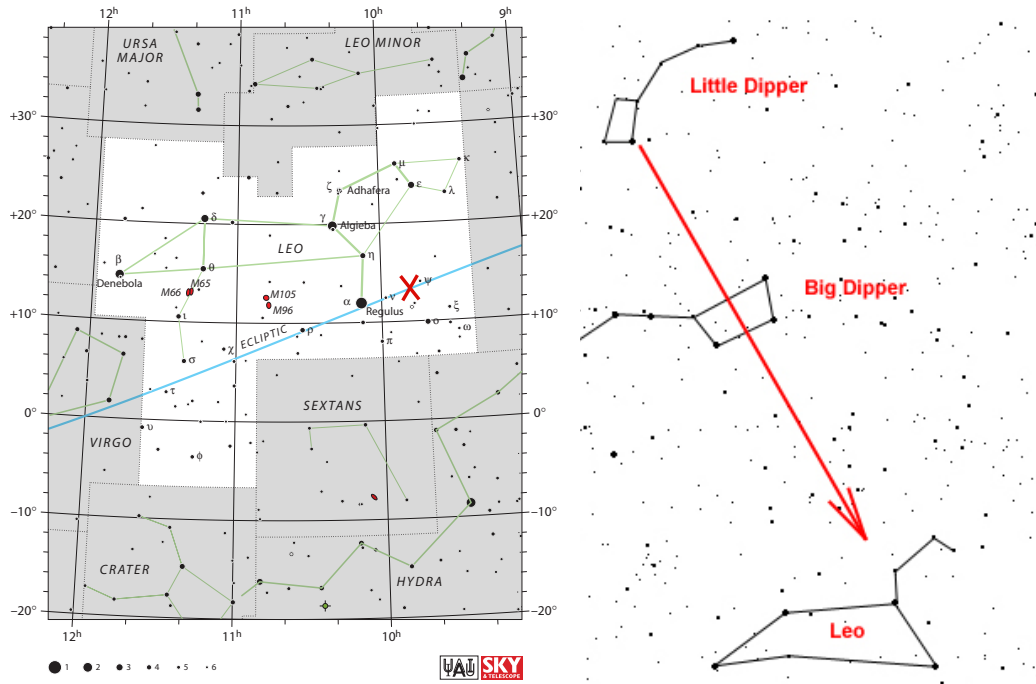 12h 11h 10h 9h
URSA
MAJOR
LEO MINOR
+30° +30°
κ
μ
ζ Adhafera ε λ
+20° δ γ +20°
Algieba
LEO η
β θ
Denebola
M66 M65 M105 ψ
M96 α ν
Regulus ξ
+10° ι ο +10°
ρ ω
ECLIPTIC π
χ
σ
τ
SEXTANS
0° 0°
υ
VIRGO
φ
−10° −10°
CRATER HYDRA
−20° −20°
12h 11h 10h
1 2 3 4 5 6
IAU SKY
& TELESCOPE
Little Dipper
Big Dipper
Leo